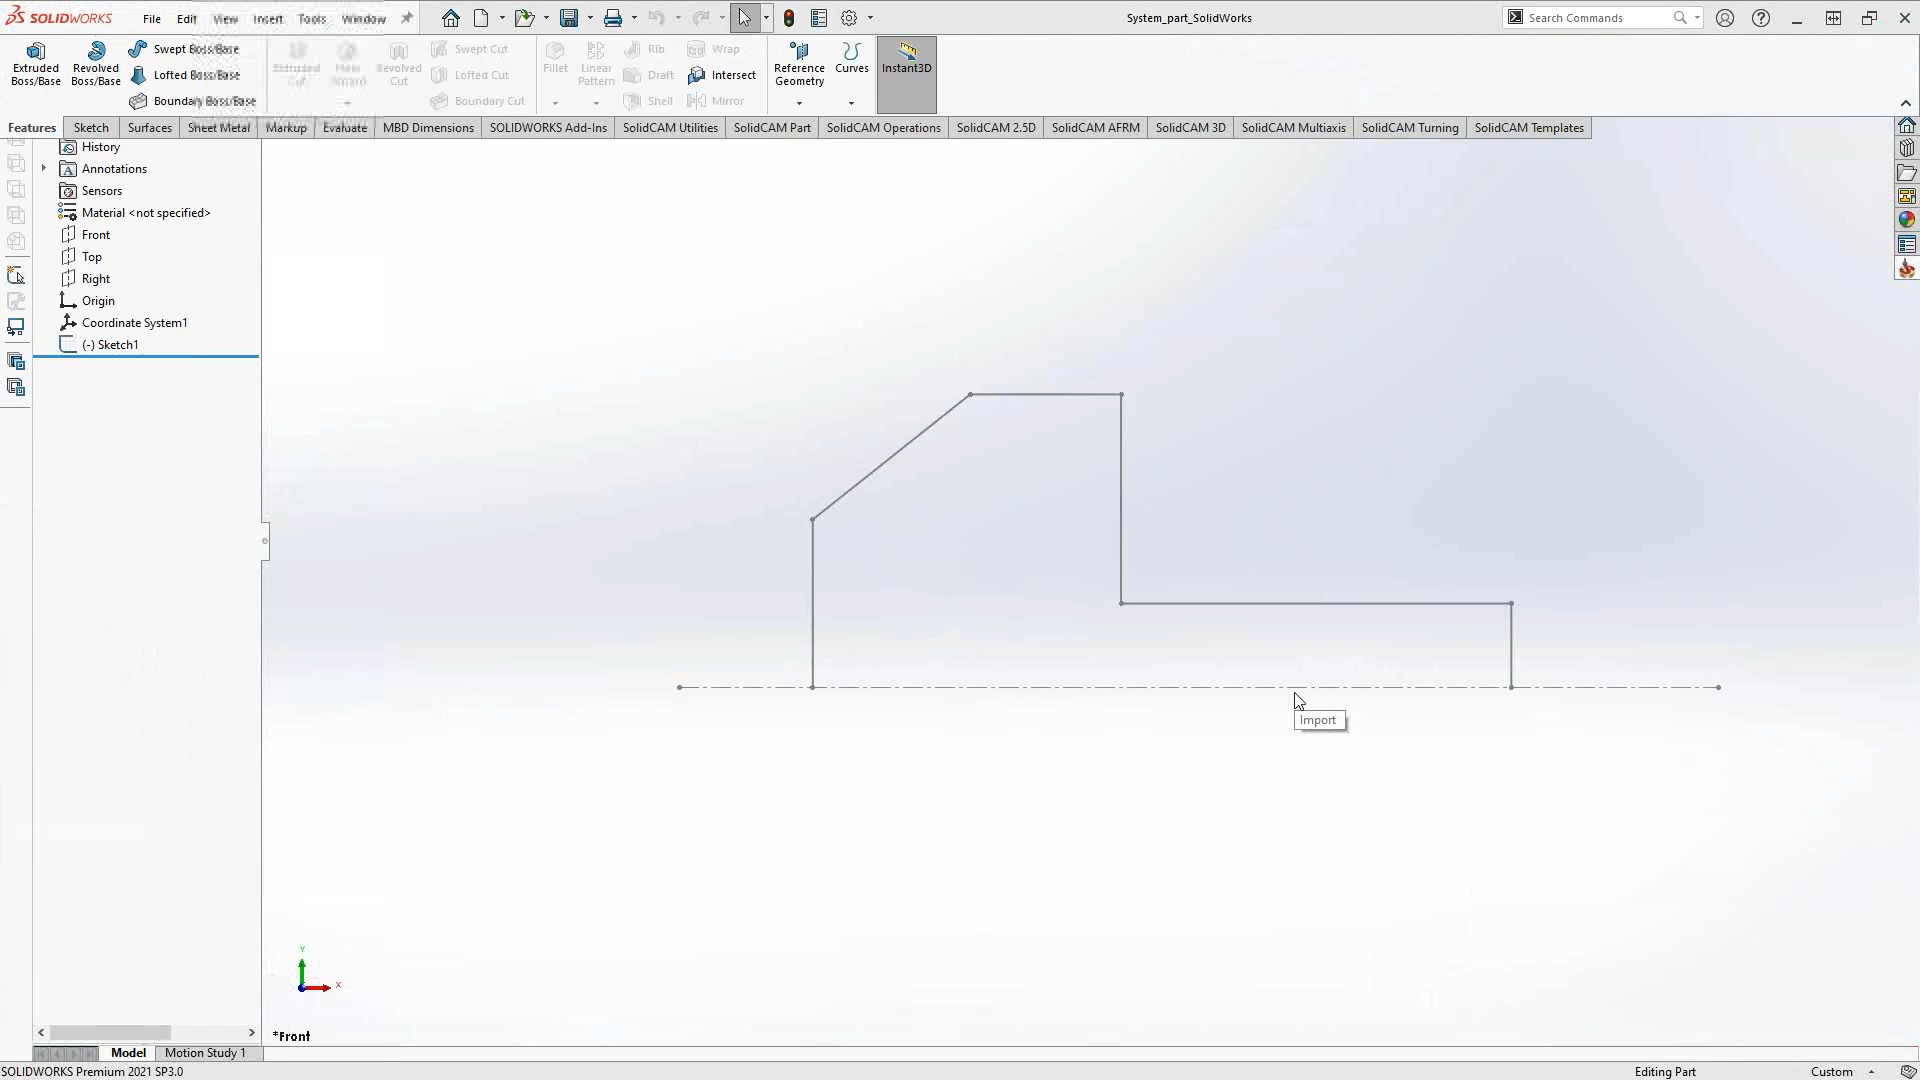 SOLIDWORKS File Edit View Insert Tools Window System_part_SolidWorks Search Commands
Extruded Boss/Base
Revolved Boss/Base
Swept Boss/Base
Lofted Boss/Base
Boundary Boss/Base
Extruded Cut
Revolved Cut
Swept Cut
Lofted Cut
Boundary Cut
Fillet
Linear Pattern
Rib
Draft
Shell
Wrap
Intersect
Mirror
Reference Geometry
Curves
Instant3D
Features Sketch Surfaces Sheet Metal Markup Evaluate MBD Dimensions SOLIDWORKS Add-Ins SolidCAM Utilities SolidCAM Part SolidCAM Operations SolidCAM 2.5D SolidCAM AFRM SolidCAM 3D SolidCAM Multiaxis SolidCAM Turning SolidCAM Templates
History
Annotations
Sensors
Material <not specified>
Front
Top
Right
Origin
Coordinate System1
(-) Sketch1
Import
Y
X
*Front
Model Motion Study 1
SOLIDWORKS Premium 2021 SP3.0 Editing Part Custom